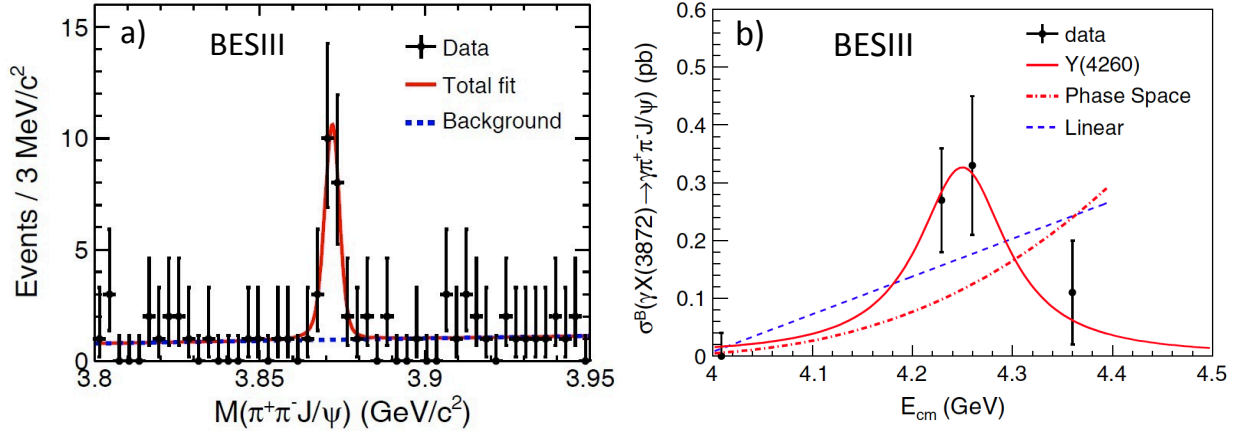 a)
BESIII
Data
Total fit
Background
Events / 3 MeV/c²
15
10
5
0
3.8
3.85
3.9
3.95
M(π⁺π⁻J/ψ) (GeV/c²)
b)
BESIII
data
Y(4260)
Phase Space
Linear
σᴮ(γX(3872)→γπ⁺π⁻J/ψ) (pb)
0.6
0.5
0.4
0.3
0.2
0.1
0
4
4.1
4.2
4.3
4.4
4.5
E_cm (GeV)